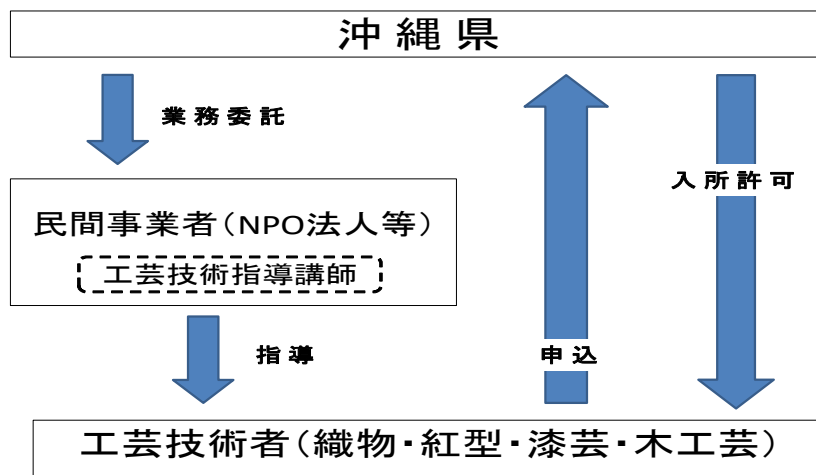 沖縄県
業務委託
入所許可
民間事業者(NPO法人等)
工芸技術指導講師
指導
申込
工芸技術者(織物・紅型・漆芸・木工芸)